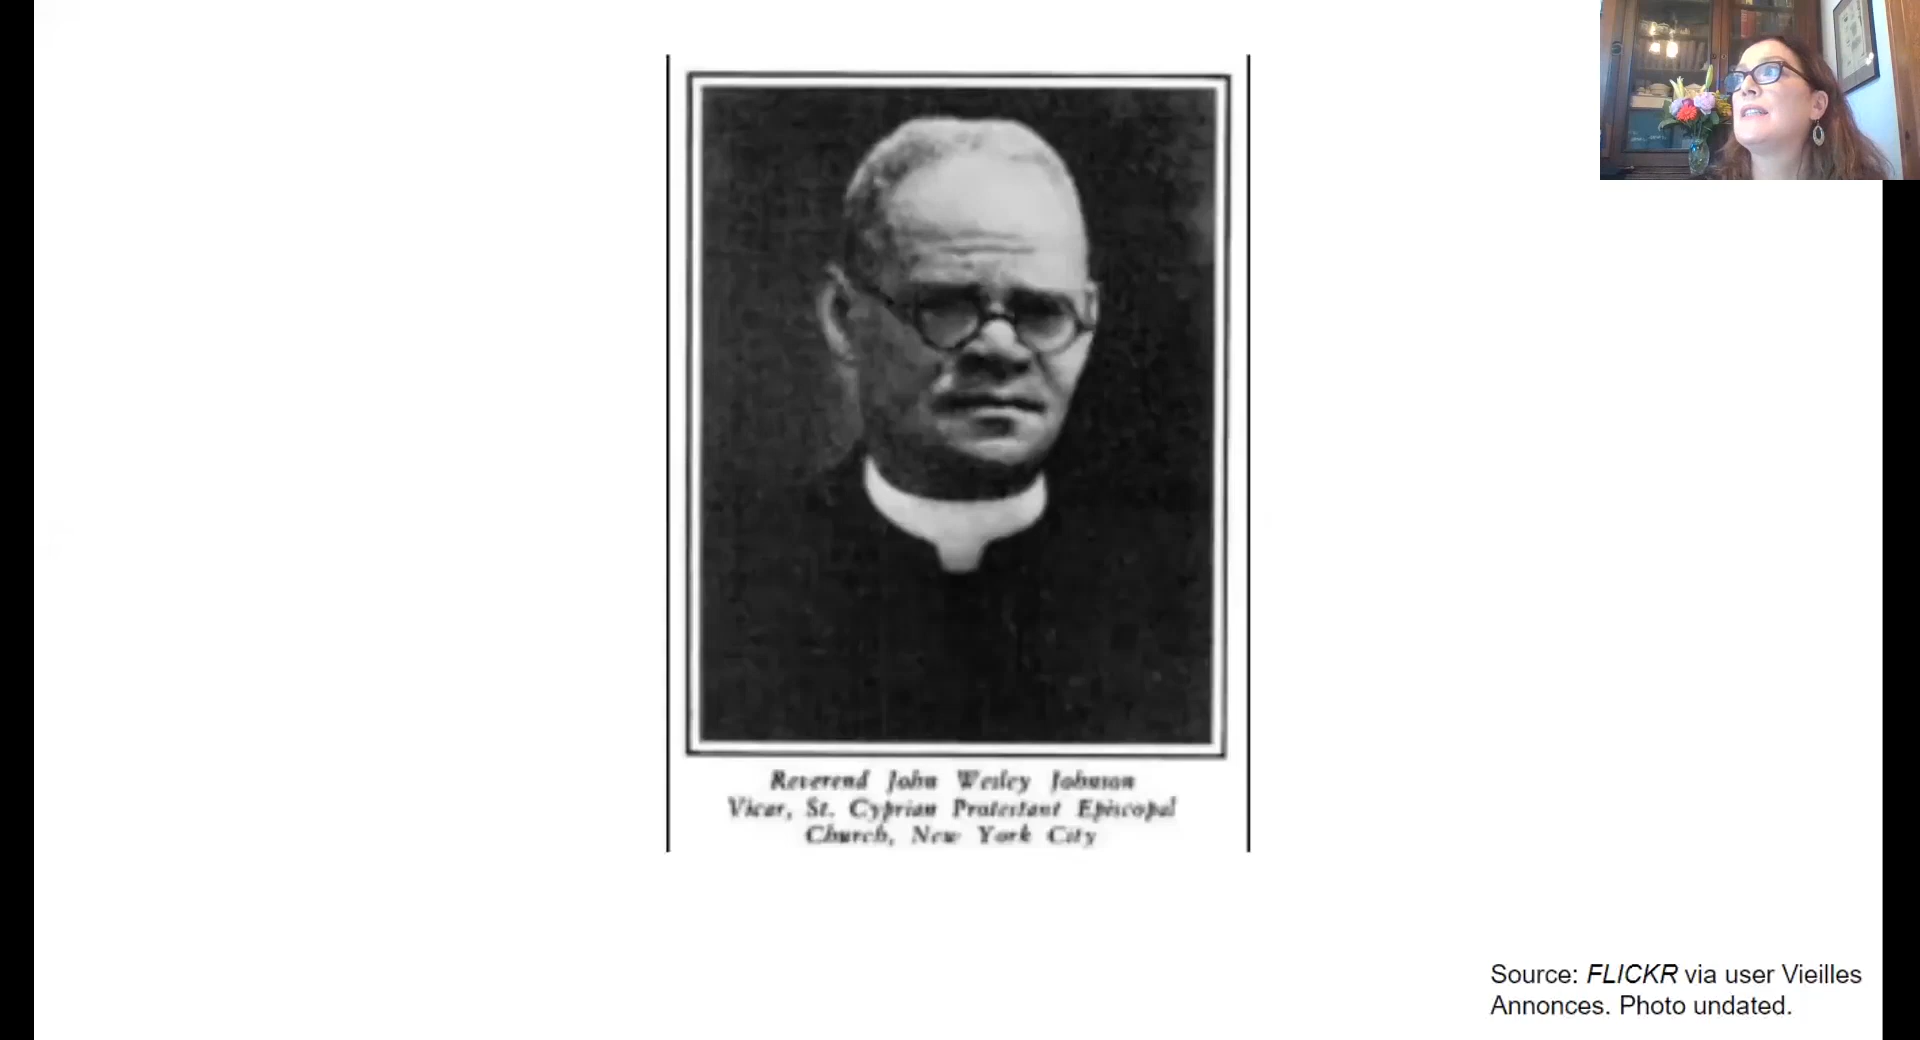 Reverend John Wesley Johnson
Vicar, St. Cyprian Protestant Episcopal
Church, New York City
Source: FLICKR via user Vieilles
Annonces. Photo undated.